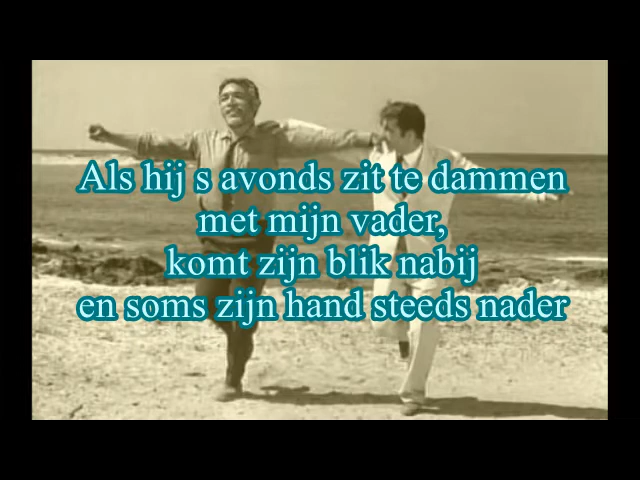 Als hij s avonds zit te dammen
met mijn vader,
komt zijn blik nabij
en soms zijn hand steeds nader